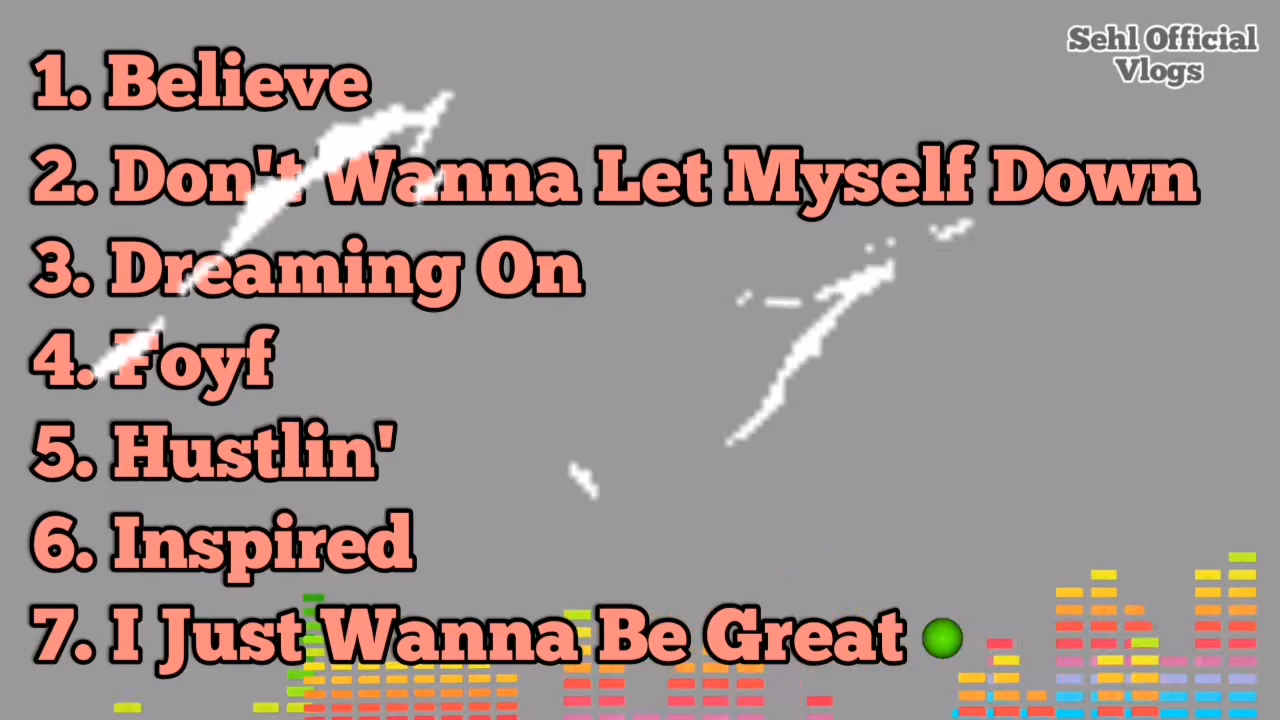 1. Believe
2. Don't Wanna Let Myself Down
3. Dreaming On
4. Foyf
5. Hustlin'
6. Inspired
7. I Just Wanna Be Great
Sehl Official
Vlogs